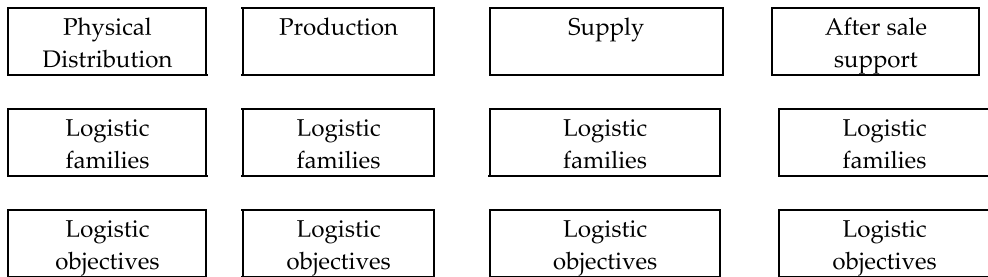 Physical
Distribution
Production
Supply
After sale
support
Logistic
families
Logistic
families
Logistic
families
Logistic
families
Logistic
objectives
Logistic
objectives
Logistic
objectives
Logistic
objectives